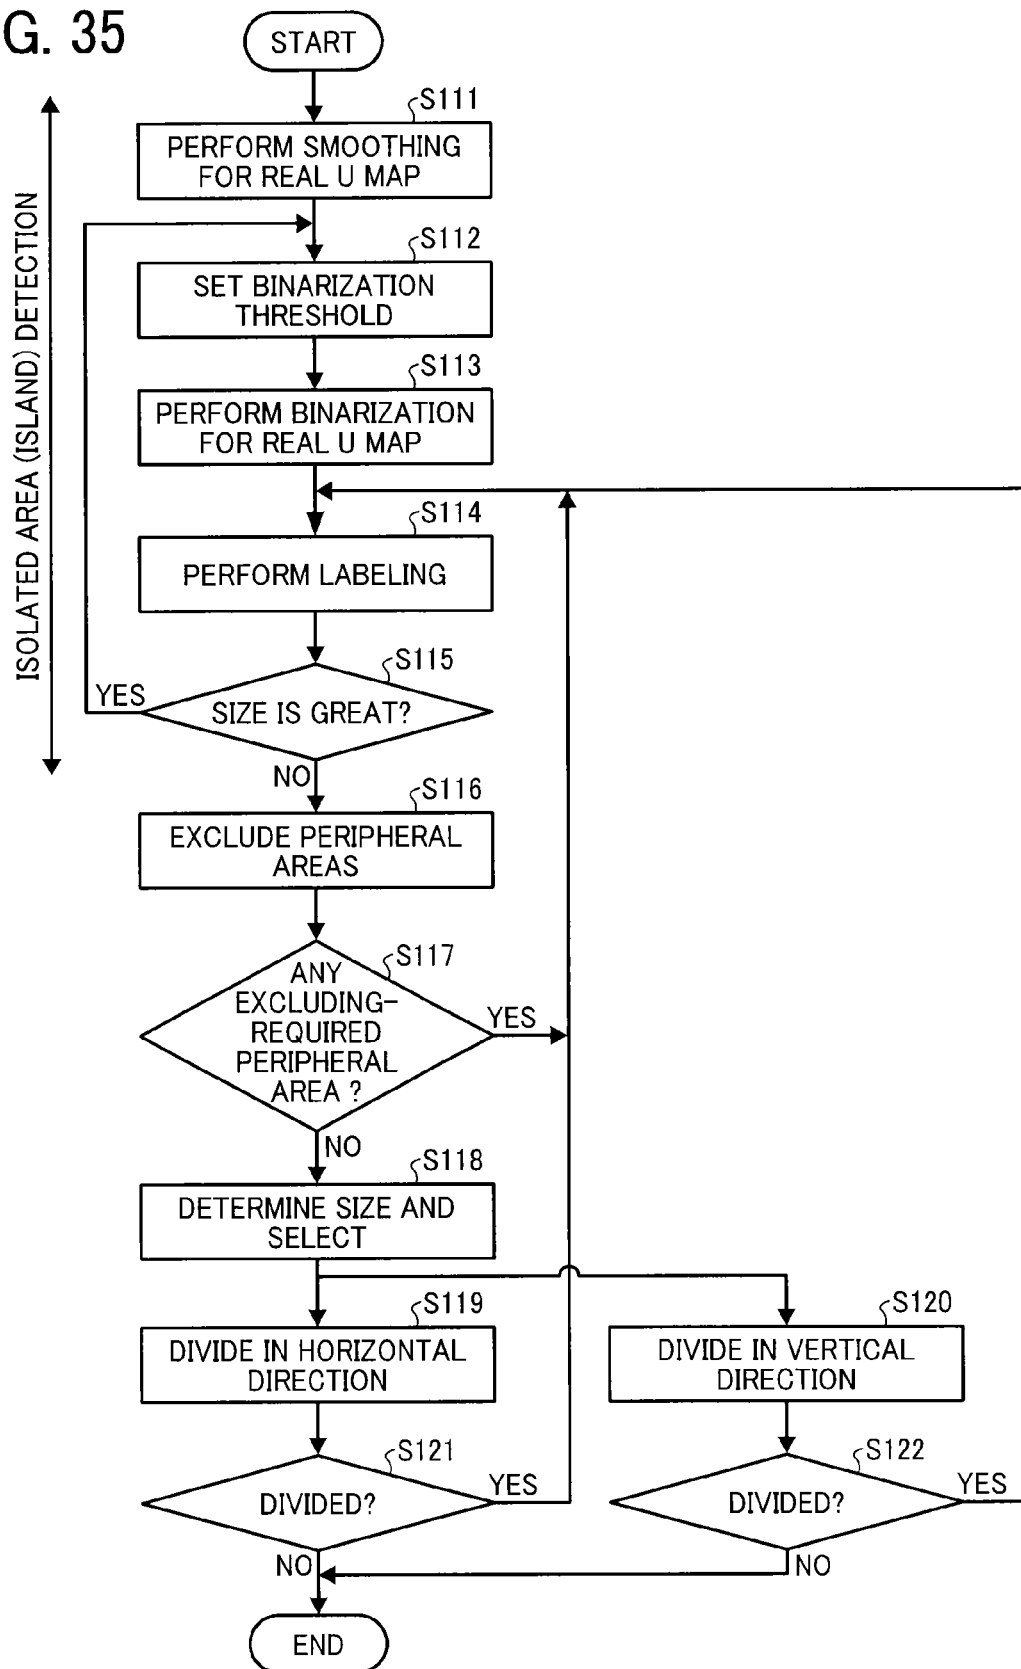 G. 35
START
S111
PERFORM SMOOTHING
FOR REAL U MAP
ISOLATED AREA (ISLAND) DETECTION
S112
SET BINARIZATION
THRESHOLD
S113
PERFORM BINARIZATION
FOR REAL U MAP
S114
PERFORM LABELING
S115
YES
SIZE IS GREAT?
NO
S116
EXCLUDE PERIPHERAL
AREAS
S117
ANY
EXCLUDING-
REQUIRED
PERIPHERAL
AREA ?
YES
NO
S118
DETERMINE SIZE AND
SELECT
S119
DIVIDE IN HORIZONTAL
DIRECTION
S120
DIVIDE IN VERTICAL
DIRECTION
S121
DIVIDED?
YES
S122
DIVIDED?
YES
NO
NO
END